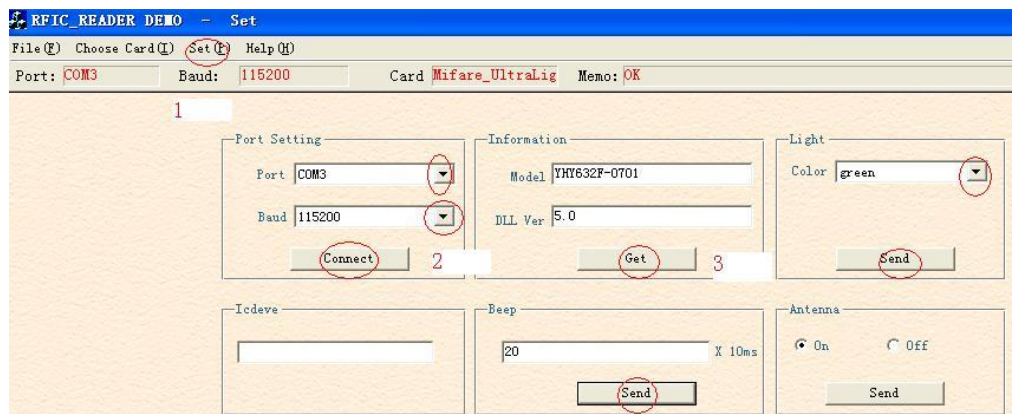 RFIC_READER DEMO - Set
File(F) Choose Card(I) Set(P) Help(H)
Port: COM3 Baud: 115200 Card Mifare_UltraLig Memo: OK
1
Port Setting
Port COM3
Baud 115200
Connect
2
Information
Model YHY632F-0701
DLL Ver 5.0
Get
3
Light
Color green
Send
Icdeve
Beep
20 X 10ms
Send
Antenna
On Off
Send